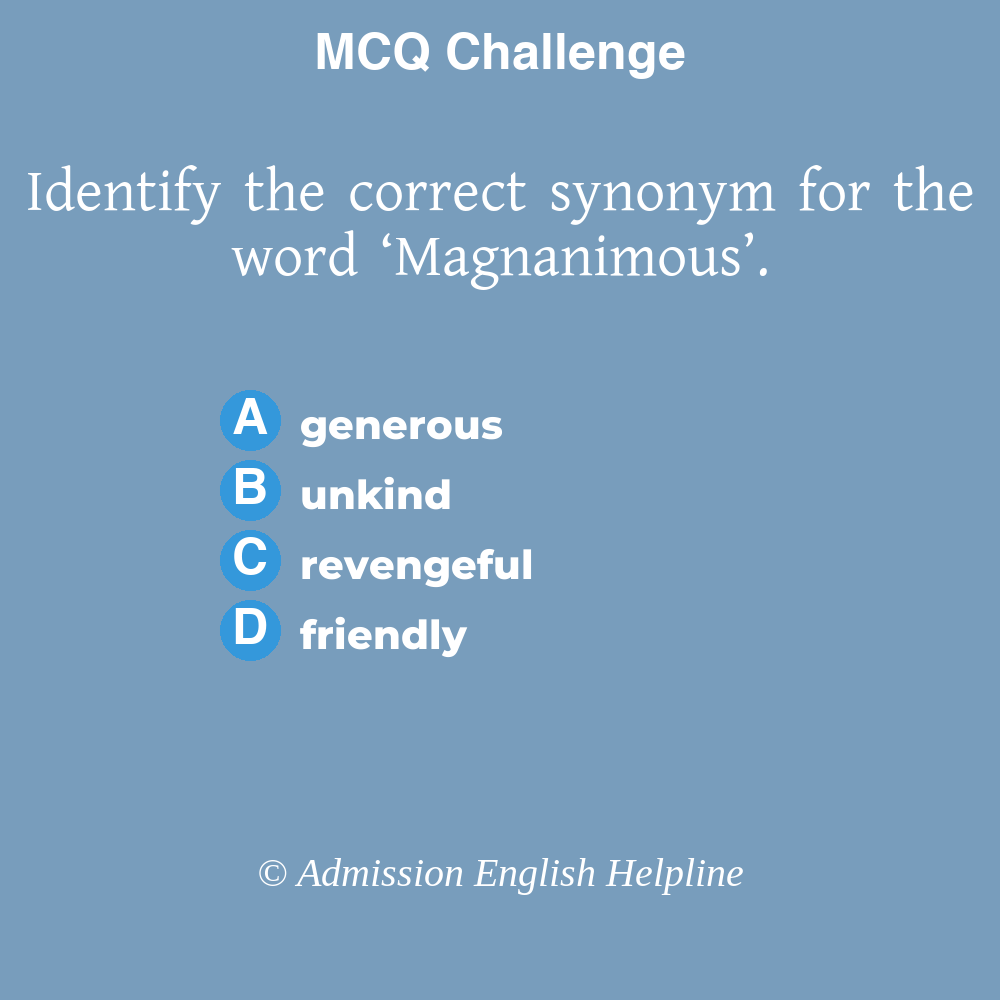 MCQ Challenge
Identify the correct synonym for the
word ‘Magnanimous’.
A generous
B unkind
C revengeful
D friendly
© Admission English Helpline